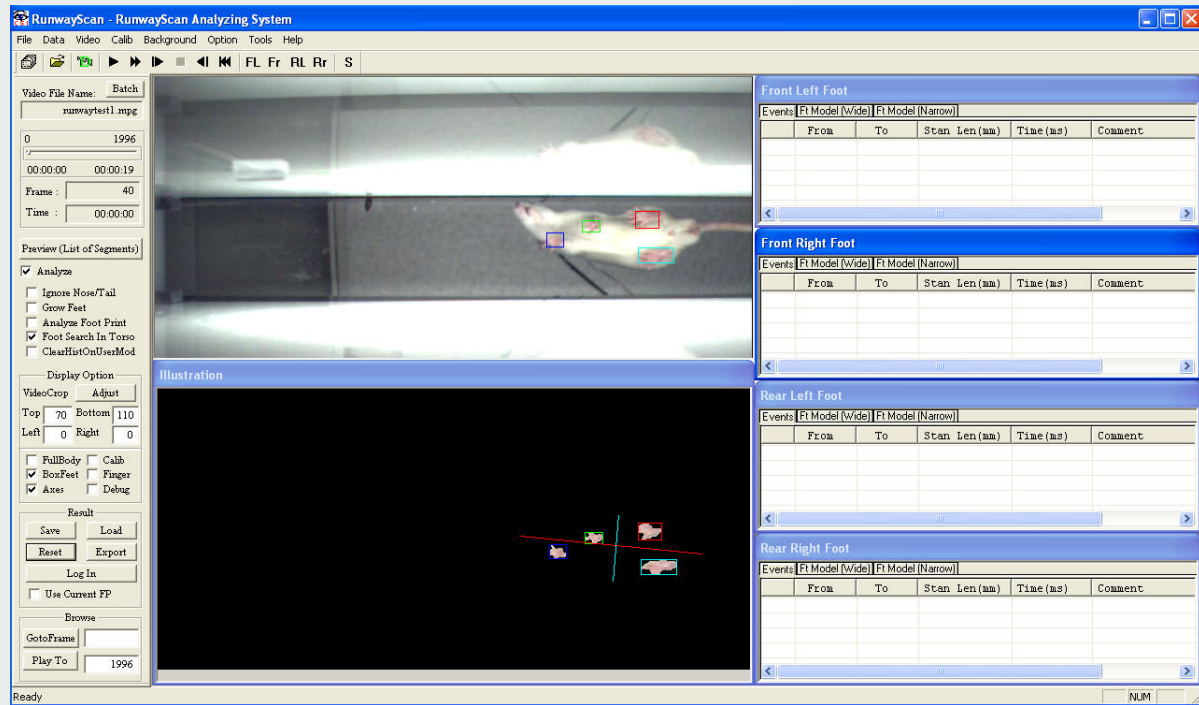 RunwayScan - RunwayScan Analyzing System
File Data Video Calib Background Option Tools Help
FL Fr RL Rr S
Video File Name: Batch
runwaytest1.mpg
0 1996
00:00:00 00:00:19
Frame : 40
Time : 00:00:00
Preview (List of Segments)
Analyze
Ignore Nose/Tail
Grow Feet
Analyze Foot Print
Foot Search In Torso
ClearHistOnUserMod
Display Option
VideoCrop Adjust
Top 70 Bottom 110
Left 0 Right 0
FullBody Calib
BoxFeet Finger
Axes Debug
Result
Save Load
Reset Export
Log In
Use Current FP
Browse
GotoFrame
Play To 1996
Illustration
Front Left Foot
Events Ft Model (Wide) Ft Model (Narrow)
From To Stan Len(mm) Time(ms) Comment
Front Right Foot
Events Ft Model (Wide) Ft Model (Narrow)
From To Stan Len(mm) Time(ms) Comment
Rear Left Foot
Events Ft Model (Wide) Ft Model (Narrow)
From To Stan Len(mm) Time(ms) Comment
Rear Right Foot
Events Ft Model (Wide) Ft Model (Narrow)
From To Stan Len(mm) Time(ms) Comment
Ready NUM